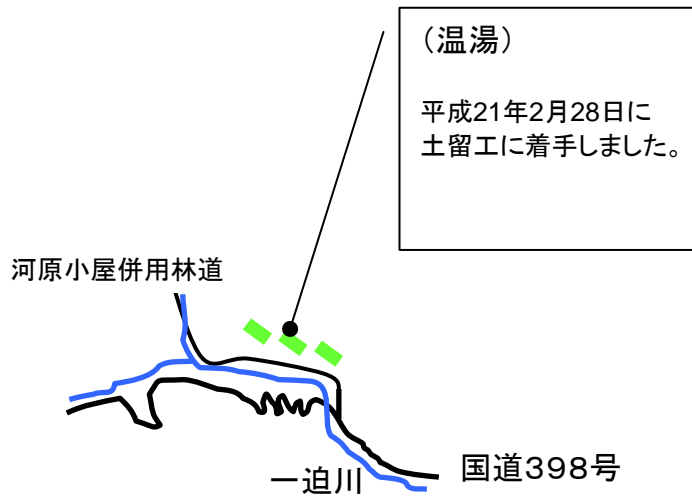 （温湯）
平成21年2月28日に
土留工に着手しました。
河原小屋併用林道
一迫川
国道398号